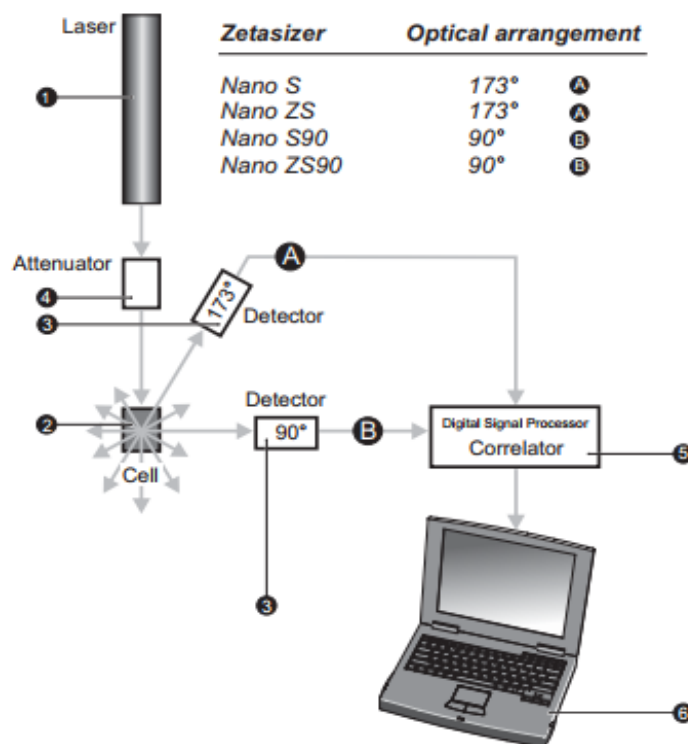 Laser
Zetasizer Optical arrangement
Nano S 173° A
Nano ZS 173° A
Nano S90 90° B
Nano ZS90 90° B
1
Attenuator
4
A
173°
3
Detector
2
Cell
Detector
90°
B
Digital Signal Processor
Correlator
5
3
6